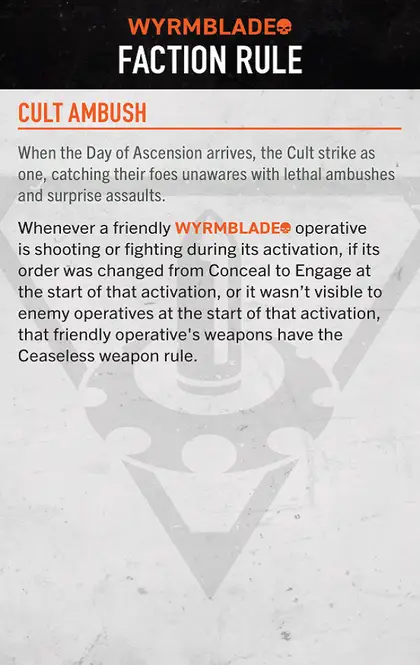 WYRMBLADE
FACTION RULE
CULT AMBUSH
When the Day of Ascension arrives, the Cult strike as
one, catching their foes unawares with lethal ambushes
and surprise assaults.
Whenever a friendly WYRMBLADE operative
is shooting or fighting during its activation, if its
order was changed from Conceal to Engage at
the start of that activation, or it wasn't visible to
enemy operatives at the start of that activation,
that friendly operative's weapons have the
Ceaseless weapon rule.